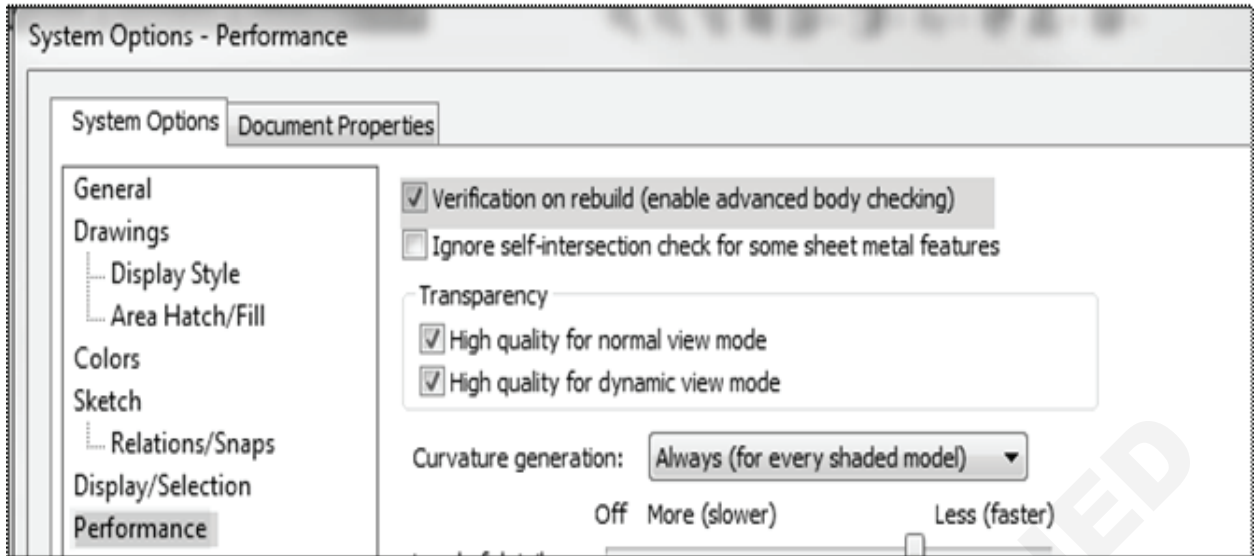 System Options - Performance
System Options
Document Properties
General
Drawings
Display Style
Area Hatch/Fill
Colors
Sketch
Relations/Snaps
Display/Selection
Performance
Verification on rebuild (enable advanced body checking)
Ignore self-intersection check for some sheet metal features
Transparency
High quality for normal view mode
High quality for dynamic view mode
Curvature generation: Always (for every shaded model)
Off More (slower) Less (faster)